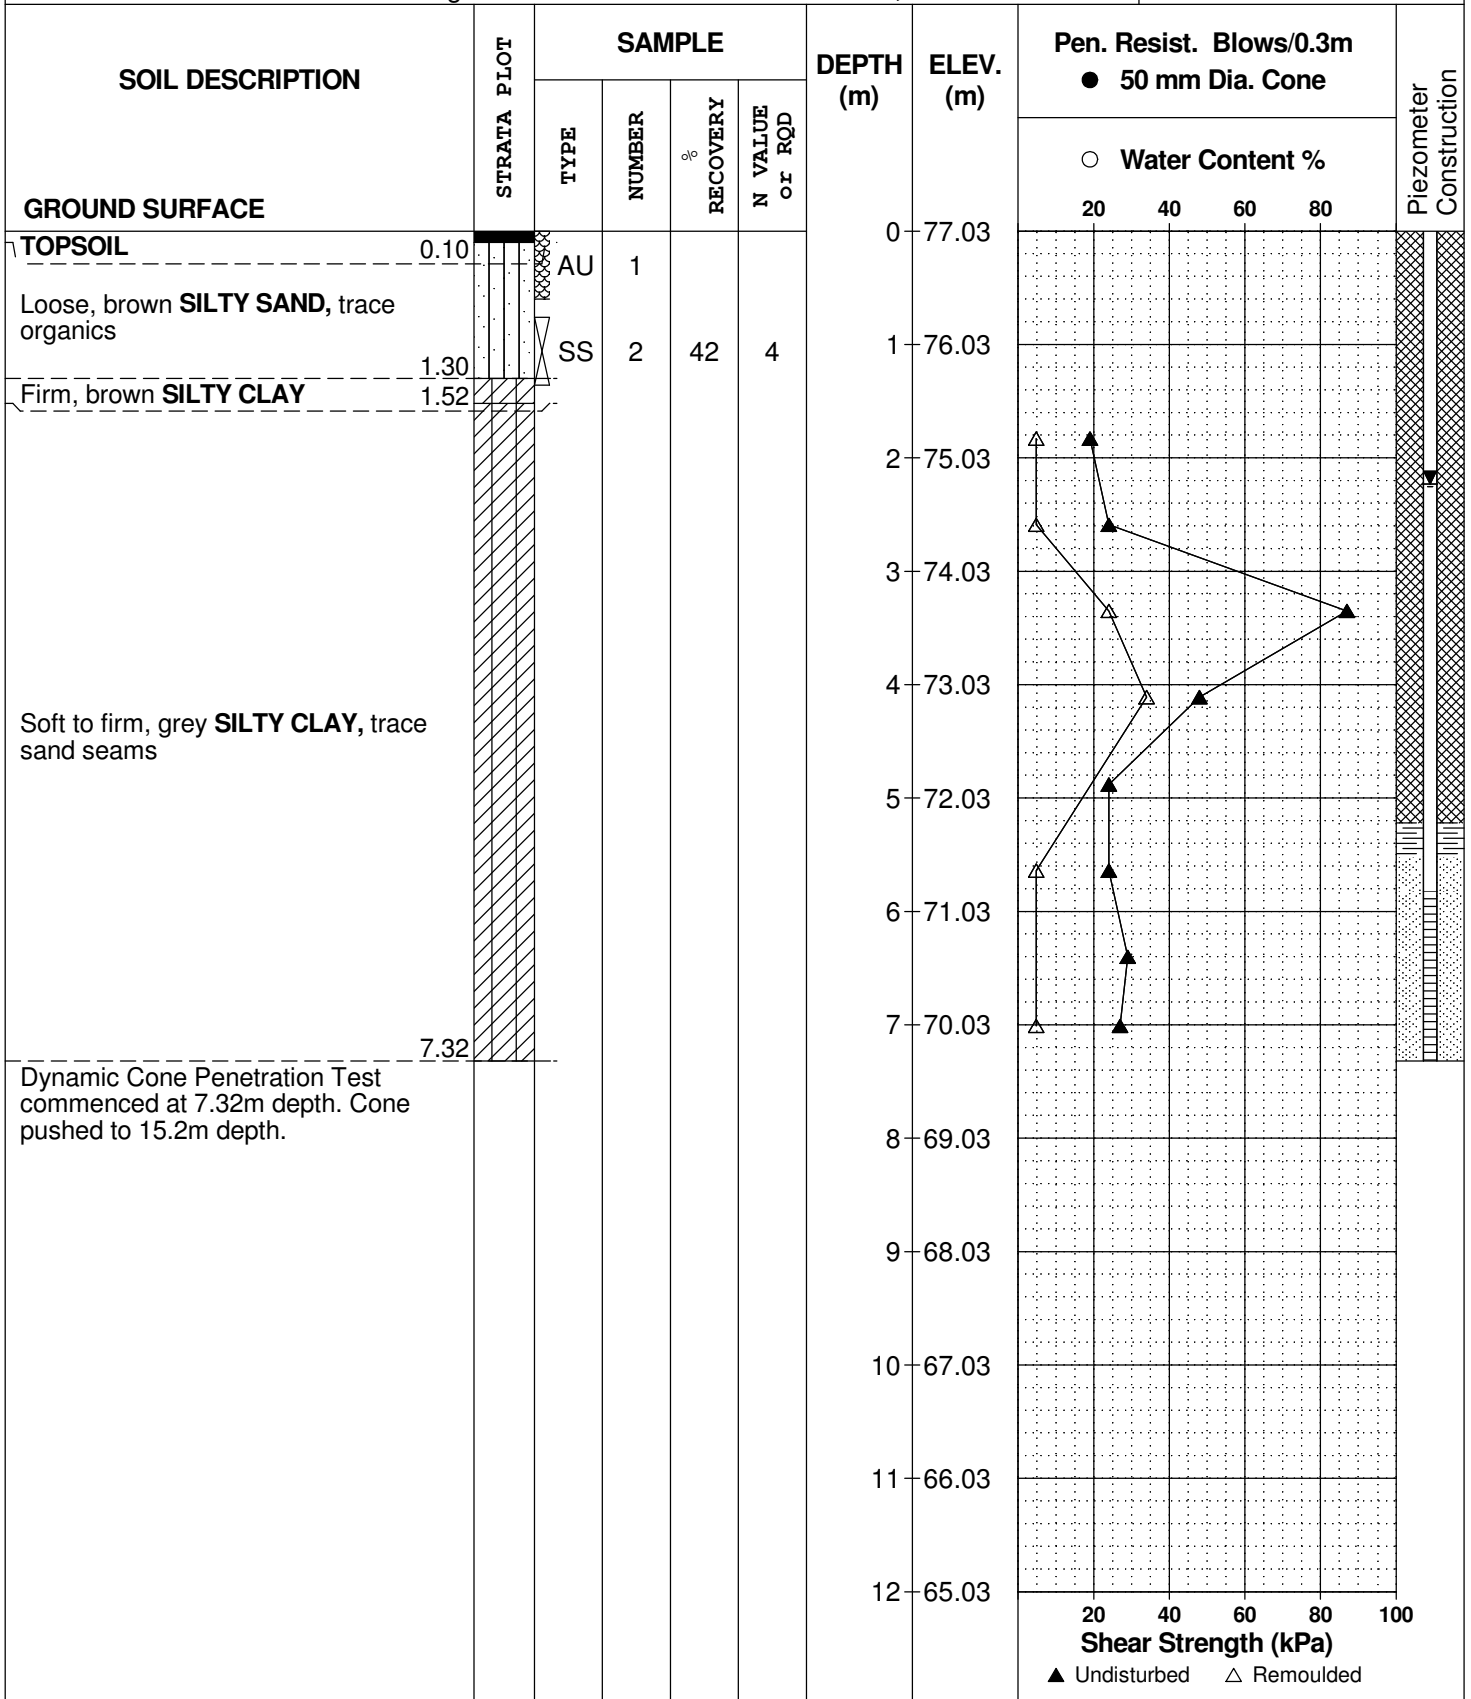 SOIL DESCRIPTION
GROUND SURFACE
STRATA PLOT
SAMPLE
TYPE
NUMBER
%
RECOVERY
N VALUE
or RQD
DEPTH
(m)
ELEV.
(m)
Pen. Resist. Blows/0.3m
● 50 mm Dia. Cone
○ Water Content %
20 40 60 80
Piezometer
Construction
TOPSOIL 0.10
Loose, brown SILTY SAND, trace
organics
1.30
Firm, brown SILTY CLAY 1.52
Soft to firm, grey SILTY CLAY, trace
sand seams
7.32
Dynamic Cone Penetration Test
commenced at 7.32m depth. Cone
pushed to 15.2m depth.
AU 1
SS 2 42 4
0 77.03
1 76.03
2 75.03
3 74.03
4 73.03
5 72.03
6 71.03
7 70.03
8 69.03
9 68.03
10 67.03
11 66.03
12 65.03
20 40 60 80 100
Shear Strength (kPa)
▲ Undisturbed △ Remoulded